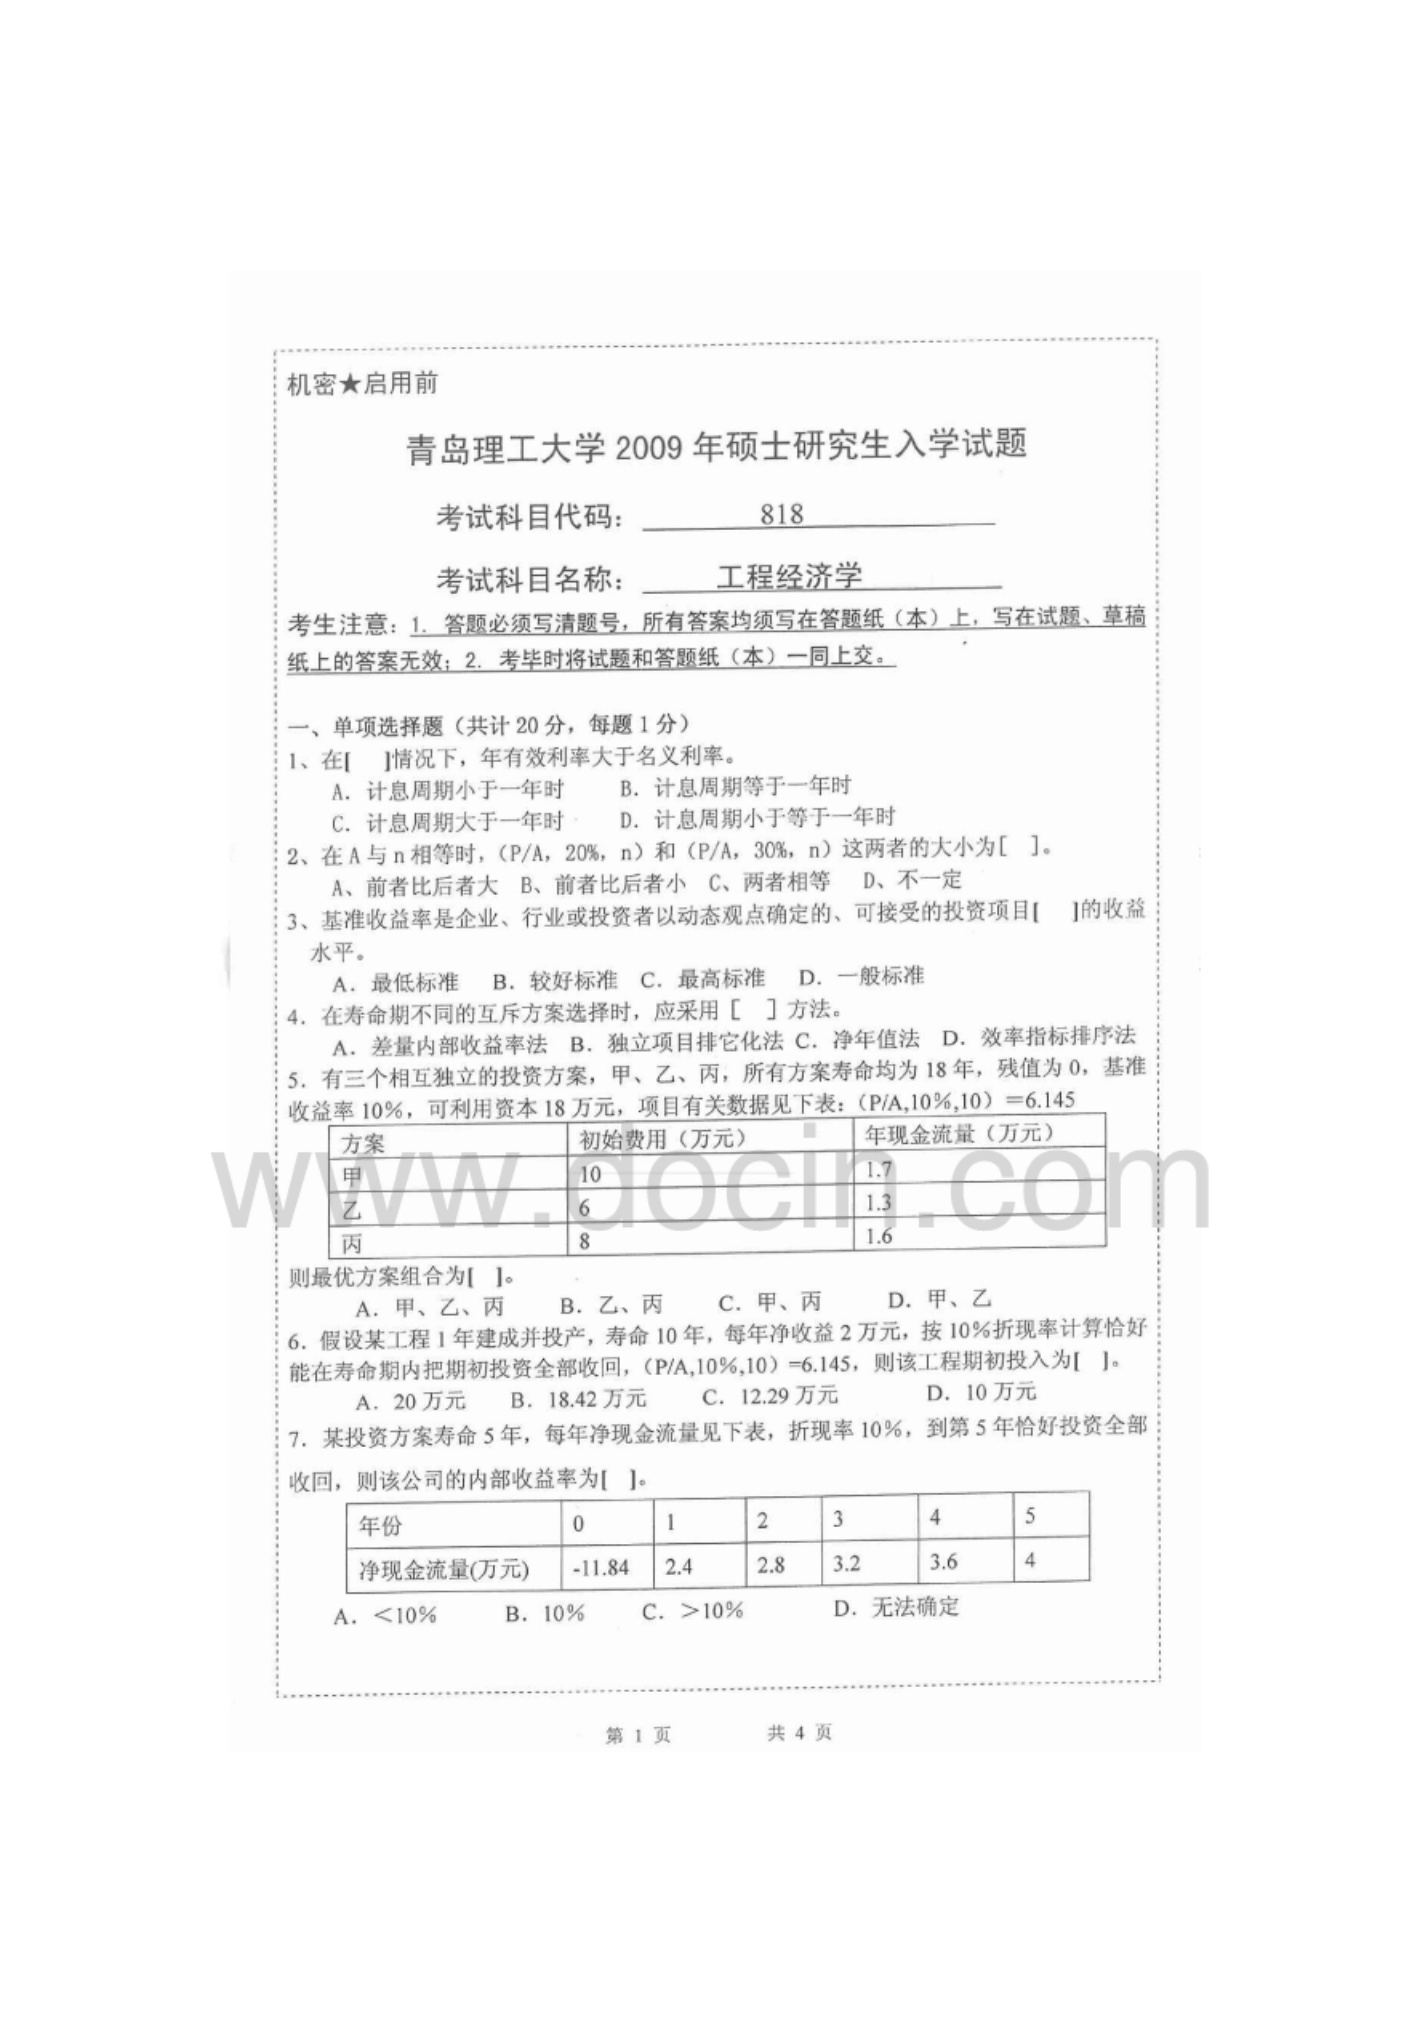 机密★启用前
青岛理工大学 2009 年硕士研究生入学试题
考试科目代码： 818
考试科目名称： 工程经济学
考生注意：1. 答题必须写清题号，所有答案均须写在答题纸（本）上，写在试题、草稿
纸上的答案无效；2. 考毕时将试题和答题纸（本）一同上交。
一、单项选择题（共计 20 分，每题 1 分）
1、在[ ]情况下，年有效利率大于名义利率。
A．计息周期小于一年时 B．计息周期等于一年时
C．计息周期大于一年时 D．计息周期小于等于一年时
2、在 A 与 n 相等时，（P/A，20%，n）和（P/A，30%，n）这两者的大小为[ ]。
A、前者比后者大 B、前者比后者小 C、两者相等 D、不一定
3、基准收益率是企业、行业或投资者以动态观点确定的、可接受的投资项目[ ]的收益
水平。
A．最低标准 B．较好标准 C．最高标准 D．一般标准
4．在寿命期不同的互斥方案选择时，应采用［ ］方法。
A．差量内部收益率法 B．独立项目排它化法 C．净年值法 D．效率指标排序法
5．有三个相互独立的投资方案，甲、乙、丙，所有方案寿命均为 18 年，残值为 0，基准
收益率 10%，可利用资本 18 万元，项目有关数据见下表：（P/A,10%,10）＝6.145
方案 初始费用（万元） 年现金流量（万元）
甲 10 1.7
乙 6 1.3
丙 8 1.6
www.docin.com
则最优方案组合为[ ]。
A．甲、乙、丙 B．乙、丙 C．甲、丙 D．甲、乙
6．假设某工程 1 年建成并投产，寿命 10 年，每年净收益 2 万元，按 10%折现率计算恰好
能在寿命期内把期初投资全部收回，（P/A,10%,10）=6.145，则该工程期初投入为[ ]。
A．20 万元 B．18.42 万元 C．12.29 万元 D．10 万元
7．某投资方案寿命 5 年，每年净现金流量见下表，折现率 10%，到第 5 年恰好投资全部
收回，则该公司的内部收益率为[ ]。
年份 0 1 2 3 4 5
净现金流量(万元) -11.84 2.4 2.8 3.2 3.6 4
A．＜10% B．10% C．＞10% D．无法确定
第 1 页 共 4 页